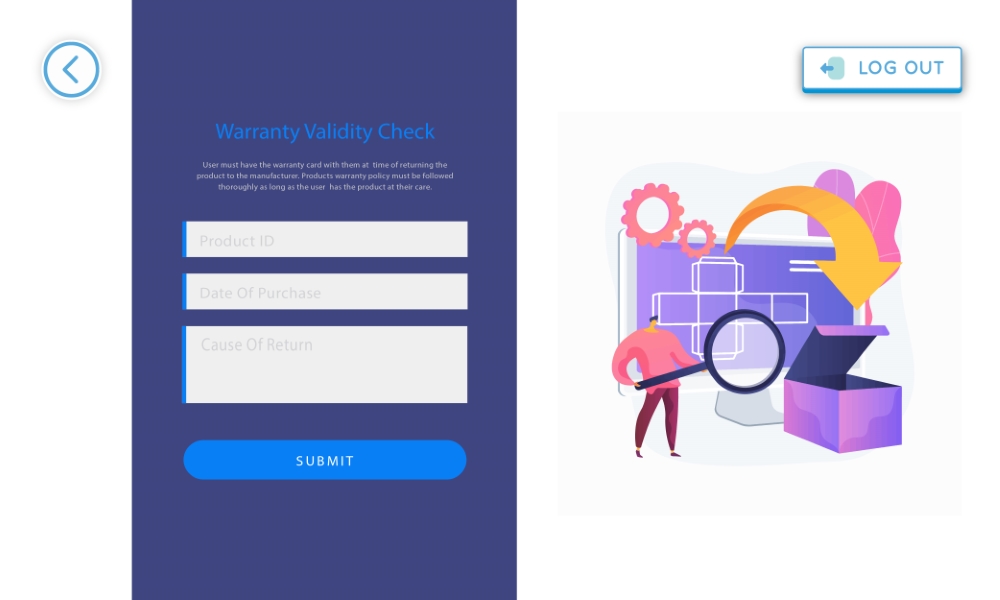 LOG OUT
Warranty Validity Check
User must have the warranty card with them at time of returning the
product to the manufacturer. Products warranty policy must be followed
thoroughly as long as the user has the product at their care.
Product ID
Date Of Purchase
Cause Of Return
SUBMIT